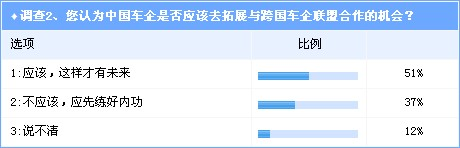 ♦调查2、您认为中国车企是否应该去拓展与跨国车企联盟合作的机会？
选项 比例
1:应该，这样才有未来 51%
2:不应该，应先练好内功 37%
3:说不清 12%